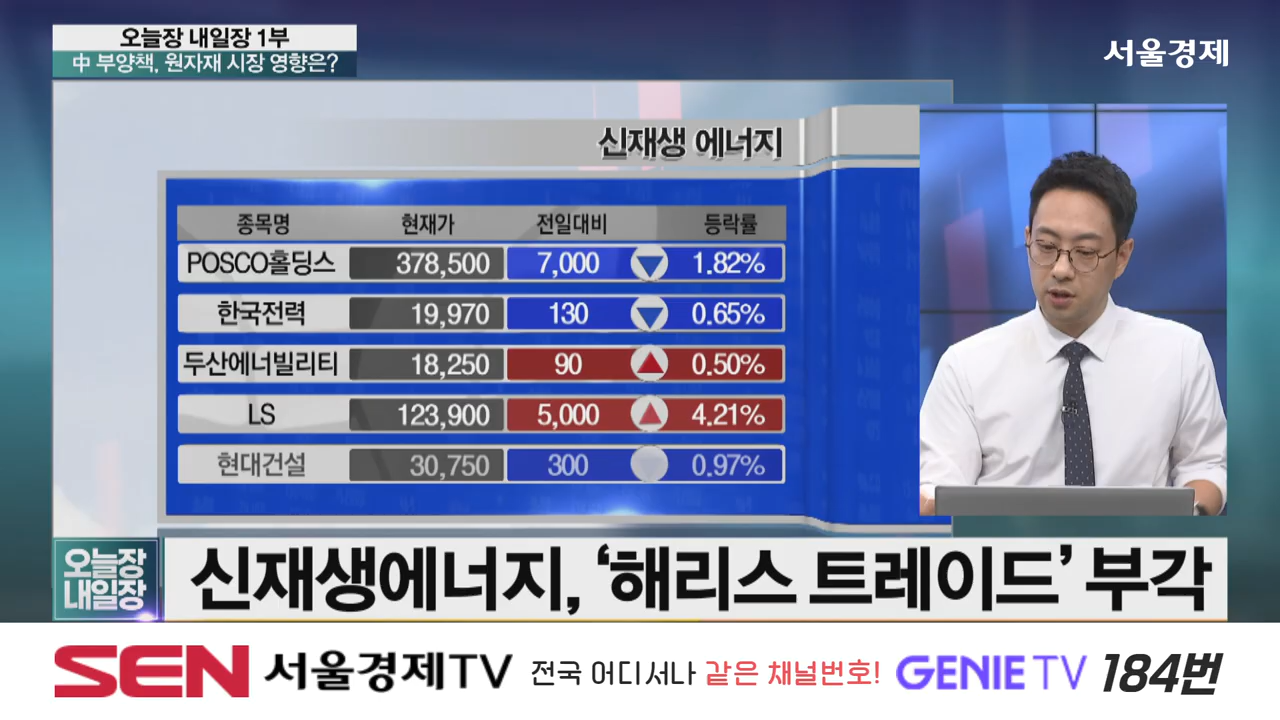 오늘장 내일장 1부
中 부양책, 원자재 시장 영향은?
서울경제
신재생 에너지
종목명 현재가 전일대비 등락률
POSCO홀딩스 378,500 7,000 ▼ 1.82%
한국전력 19,970 130 ▼ 0.65%
두산에너빌리티 18,250 90 ▲ 0.50%
LS 123,900 5,000 ▲ 4.21%
현대건설 30,750 300 ▼ 0.97%
오늘장
내일장
신재생에너지, ‘해리스 트레이드’ 부각
SEN 서울경제TV 전국 어디서나 같은 채널번호! GENIE TV 184번